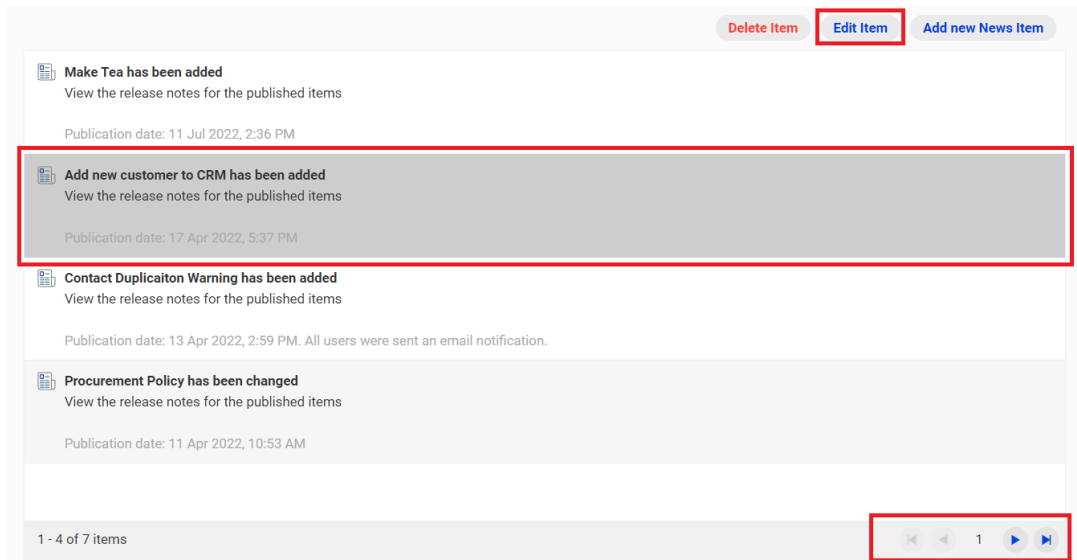 Delete Item Edit Item Add new News Item
Make Tea has been added
View the release notes for the published items
Publication date: 11 Jul 2022, 2:36 PM
Add new customer to CRM has been added
View the release notes for the published items
Publication date: 17 Apr 2022, 5:37 PM
Contact Duplicaiton Warning has been added
View the release notes for the published items
Publication date: 13 Apr 2022, 2:59 PM. All users were sent an email notification.
Procurement Policy has been changed
View the release notes for the published items
Publication date: 11 Apr 2022, 10:53 AM
1 - 4 of 7 items 1